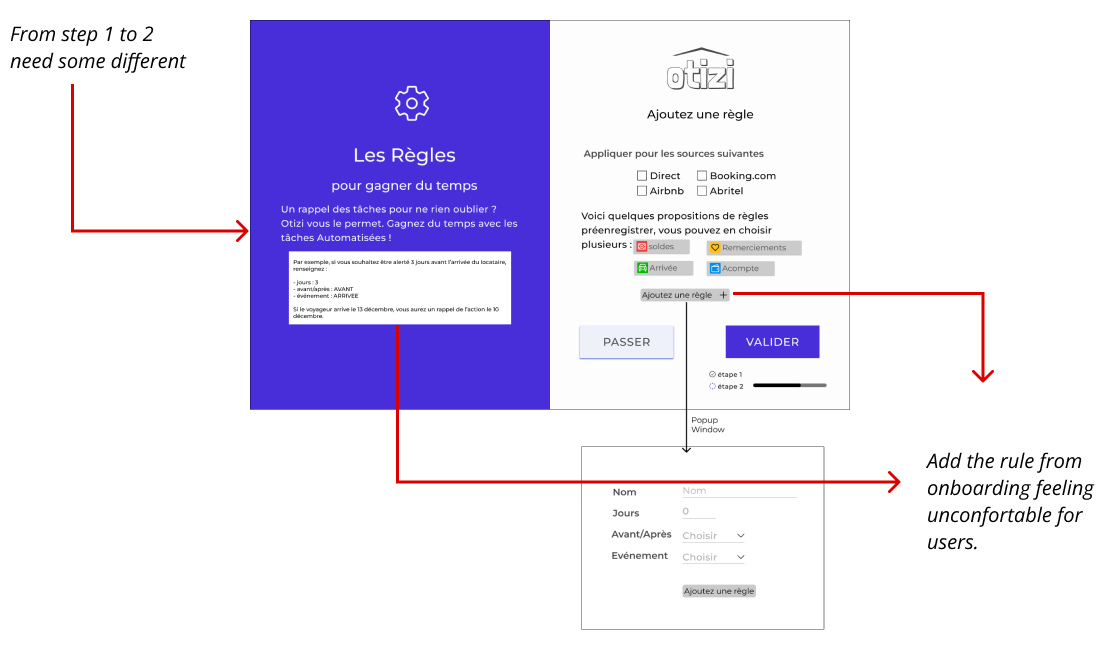 From step 1 to 2
need some different
Les Règles
pour gagner du temps
Un rappel des tâches pour ne rien oublier ?
Otizi vous le permet. Gagnez du temps avec les
tâches Automatisées !
Par exemple, si vous souhaitez être alerté 3 jours avant l'arrivée du locataire,
renseignez :
- jours : 3
- avant/après : AVANT
- événement : ARRIVEE
Si le voyageur arrive le 13 décembre, vous aurez un rappel de l'action le 10
décembre.
otizi
Ajoutez une règle
Appliquer pour les sources suivantes
Direct
Booking.com
Airbnb
Abritel
Voici quelques propositions de règles
préenregistrer, vous pouvez en choisir
plusieurs :
soldes
Remerciements
Arrivée
Acompte
Ajoutez une règle +
PASSER
VALIDER
étape 1
étape 2
Popup
Window
Nom
Nom
Jours
0
Avant/Après
Choisir
Evénement
Choisir
Ajoutez une règle
Add the rule from
onboarding feeling
unconfortable for
users.